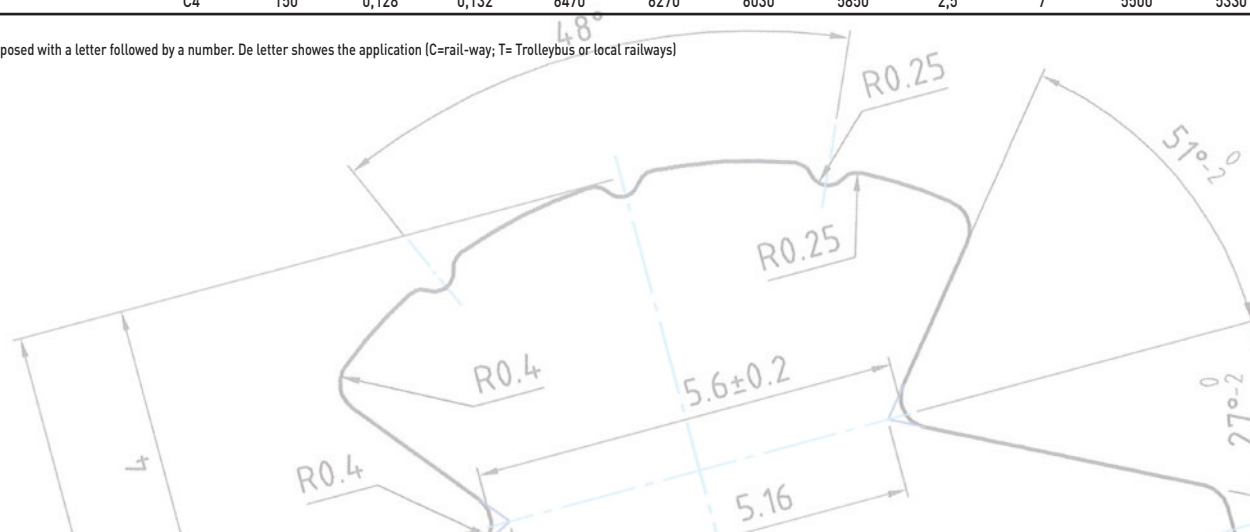 C4 150 0,128 0,132 6470 6270 6030 5850 2,5 7 5500 5330
posed with a letter followed by a number. De letter showes the application (C=rail-way; T= Trolleybus or local railways)
48°
R0.25
51° 0 -2
R0.25
R0.4
5.6±0.2
27° 0 -2
4
R0.4
5.16